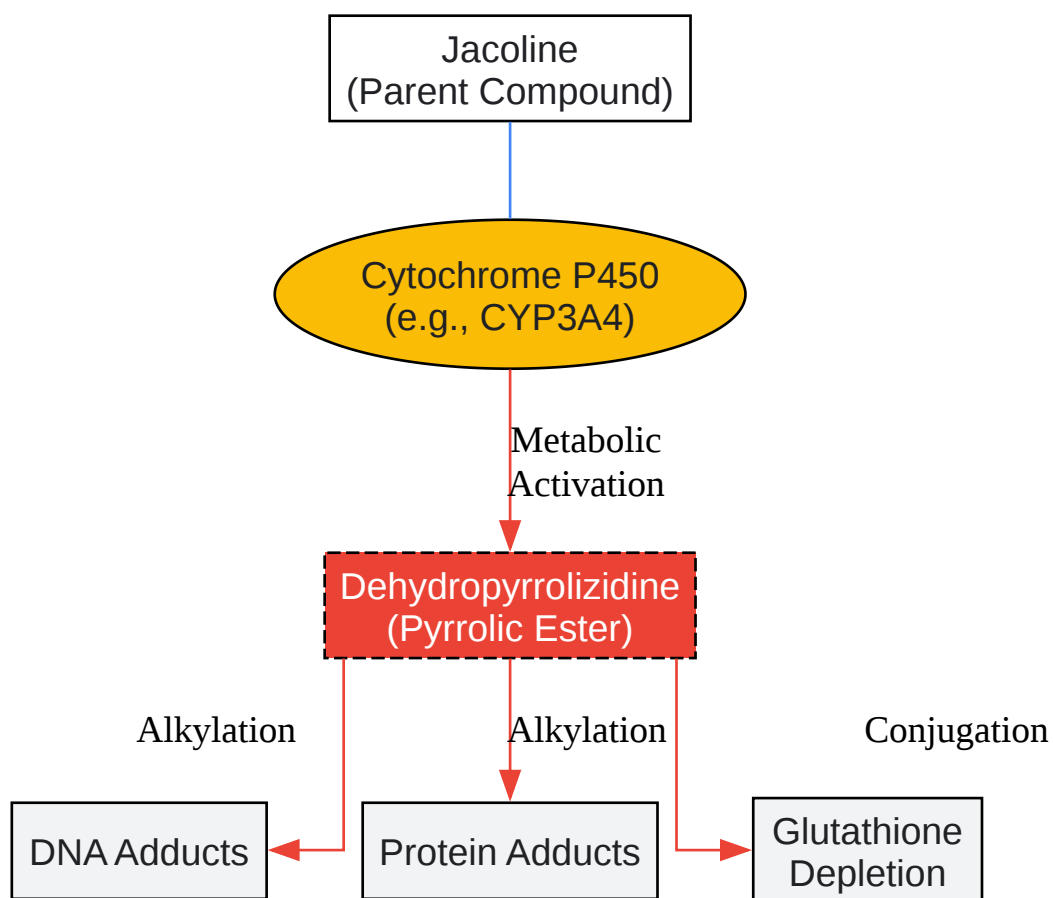 Jacoline
(Parent Compound)
Cytochrome P450
(e.g., CYP3A4)
Metabolic
Activation
Dehydropyrrolizidine
(Pyrrolic Ester)
Alkylation
Alkylation
Conjugation
DNA Adducts
Protein Adducts
Glutathione
Depletion